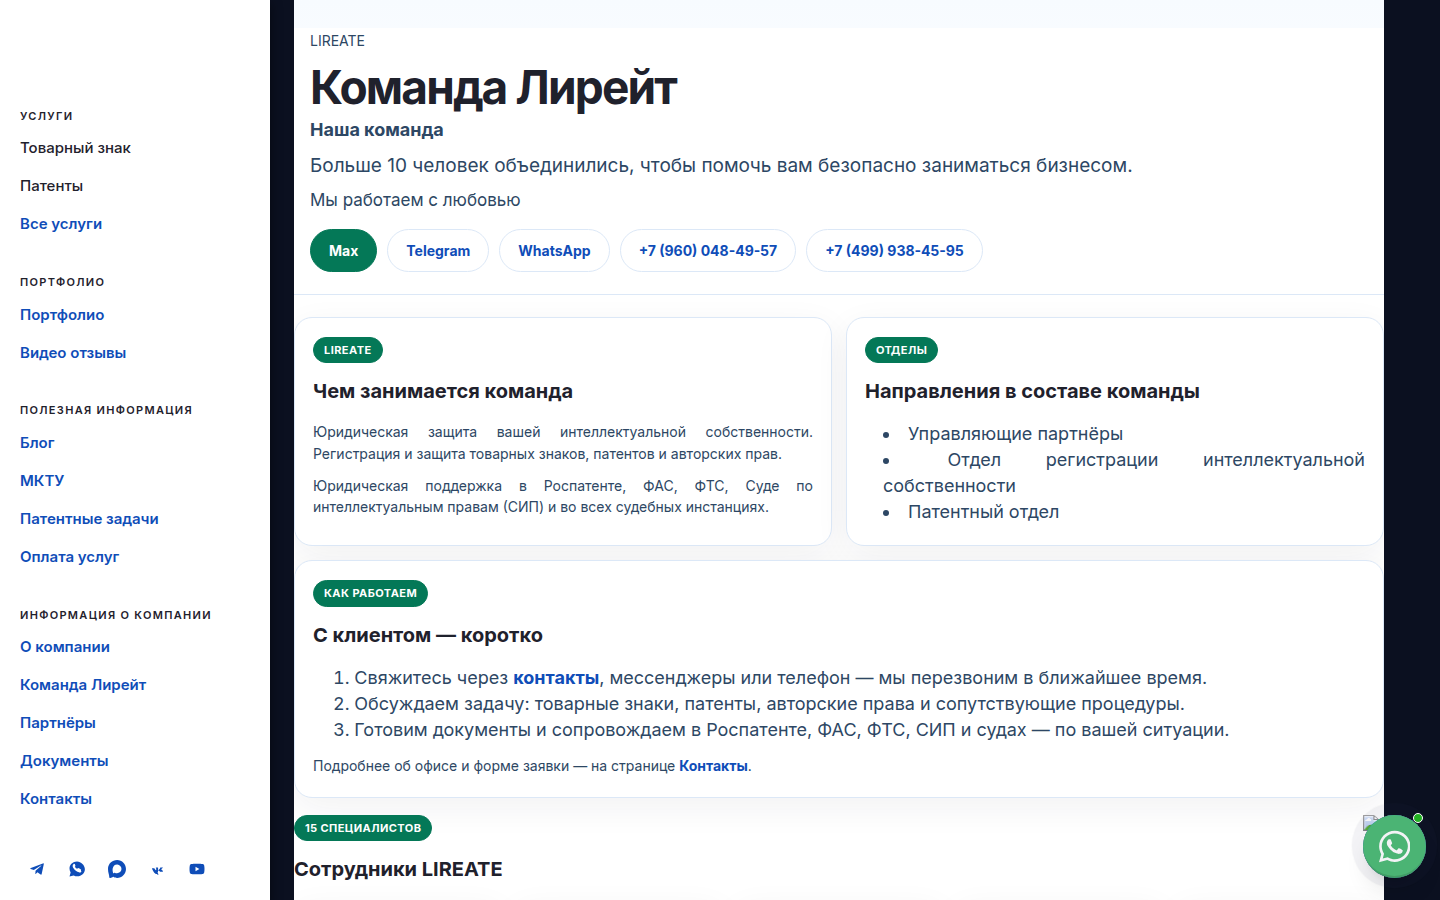 УСЛУГИ
Товарный знак
Патенты
Все услуги
ПОРТФОЛИО
Портфолио
Видео отзывы
ПОЛЕЗНАЯ ИНФОРМАЦИЯ
Блог
МКТУ
Патентные задачи
Оплата услуг
ИНФОРМАЦИЯ О КОМПАНИИ
О компании
Команда Лирейт
Партнёры
Документы
Контакты
LIREATE
Команда Лирейт
Наша команда
Больше 10 человек объединились, чтобы помочь вам безопасно заниматься бизнесом.
Мы работаем с любовью
Max
Telegram
WhatsApp
+7 (960) 048-49-57
+7 (499) 938-45-95
LIREATE
Чем занимается команда
Юридическая защита вашей интеллектуальной собственности.
Регистрация и защита товарных знаков, патентов и авторских прав.
Юридическая поддержка в Роспатенте, ФАС, ФТС, Суде по
интеллектуальным правам (СИП) и во всех судебных инстанциях.
ОТДЕЛЫ
Направления в составе команды
• Управляющие партнёры
• Отдел регистрации интеллектуальной
собственности
• Патентный отдел
КАК РАБОТАЕМ
С клиентом — коротко
1. Свяжитесь через контакты, мессенджеры или телефон — мы перезвоним в ближайшее время.
2. Обсуждаем задачу: товарные знаки, патенты, авторские права и сопутствующие процедуры.
3. Готовим документы и сопровождаем в Роспатенте, ФАС, ФТС, СИП и судах — по вашей ситуации.
Подробнее об офисе и форме заявки — на странице Контакты.
15 СПЕЦИАЛИСТОВ
Сотрудники LIREATE